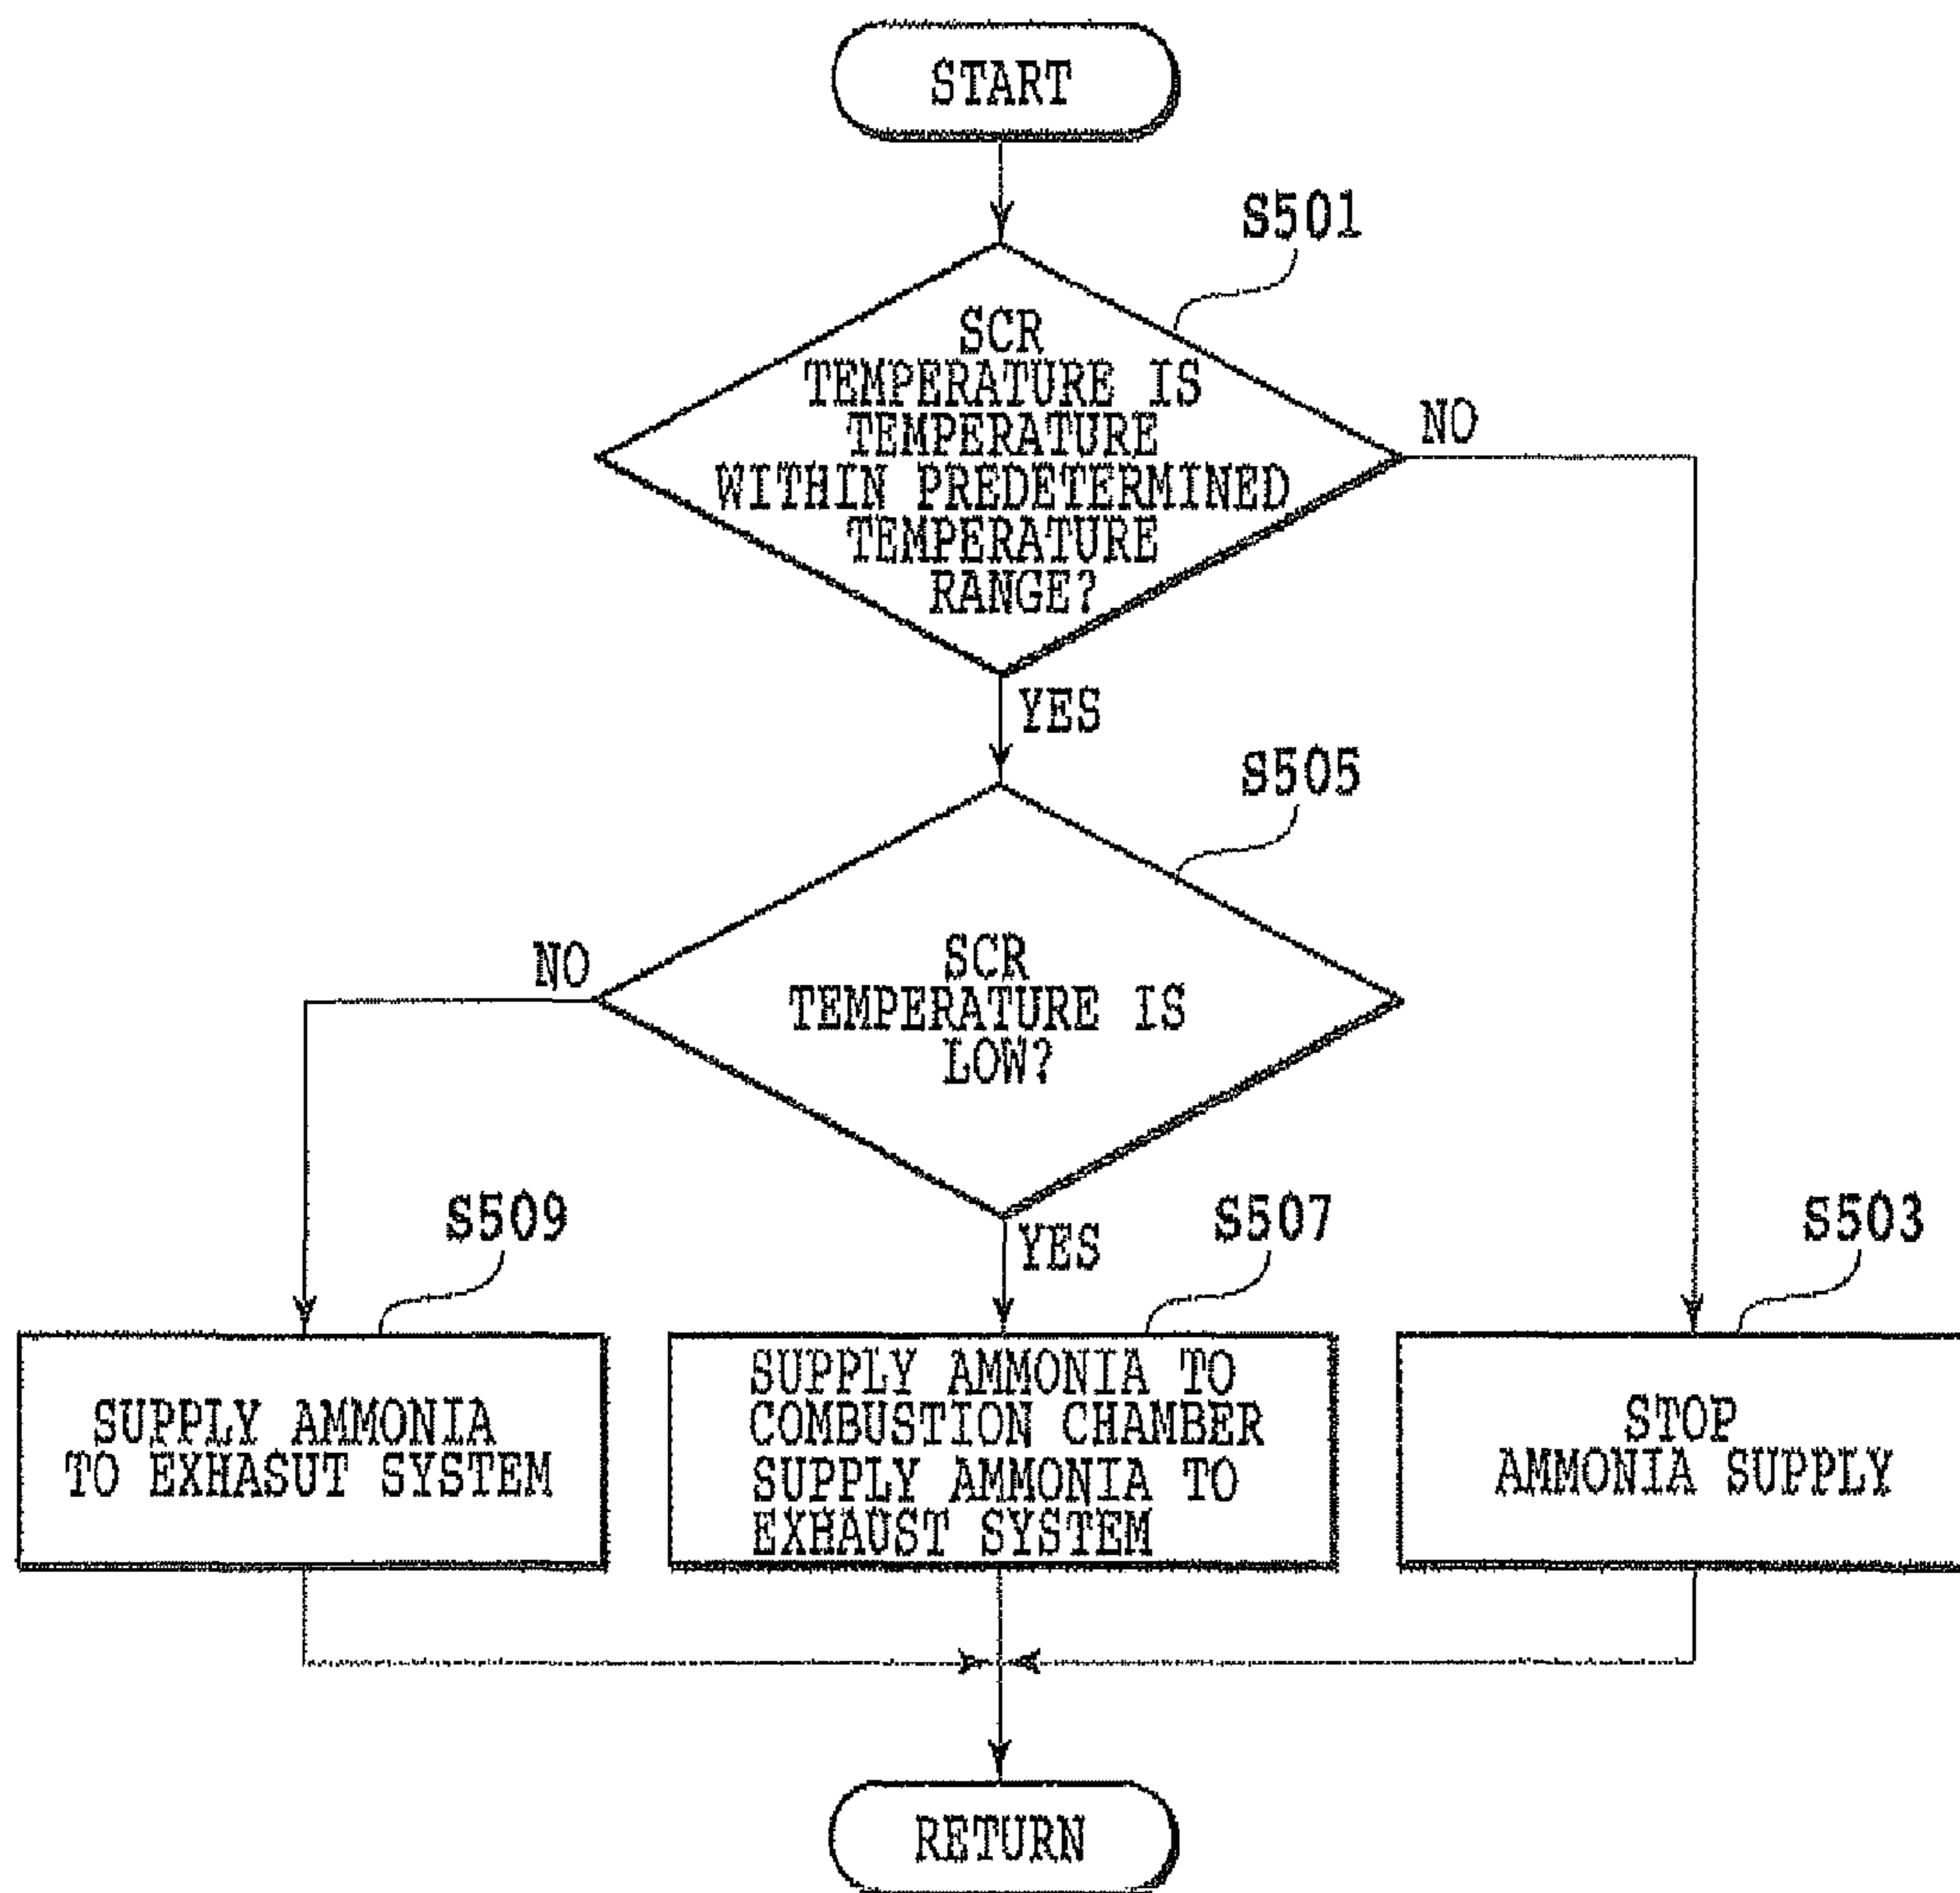 START
S501
SCR
TEMPERATURE IS
TEMPERATURE
WITHIN PREDETERMINED
TEMPERATURE
RANGE?
NO
YES
S505
SCR
TEMPERATURE IS
LOW?
NO
YES
S509
SUPPLY AMMONIA
TO EXHASUT SYSTEM
S507
SUPPLY AMMONIA TO
COMBUSTION CHAMBER
SUPPLY AMMONIA TO
EXHAUST SYSTEM
S503
STOP
AMMONIA SUPPLY
RETURN